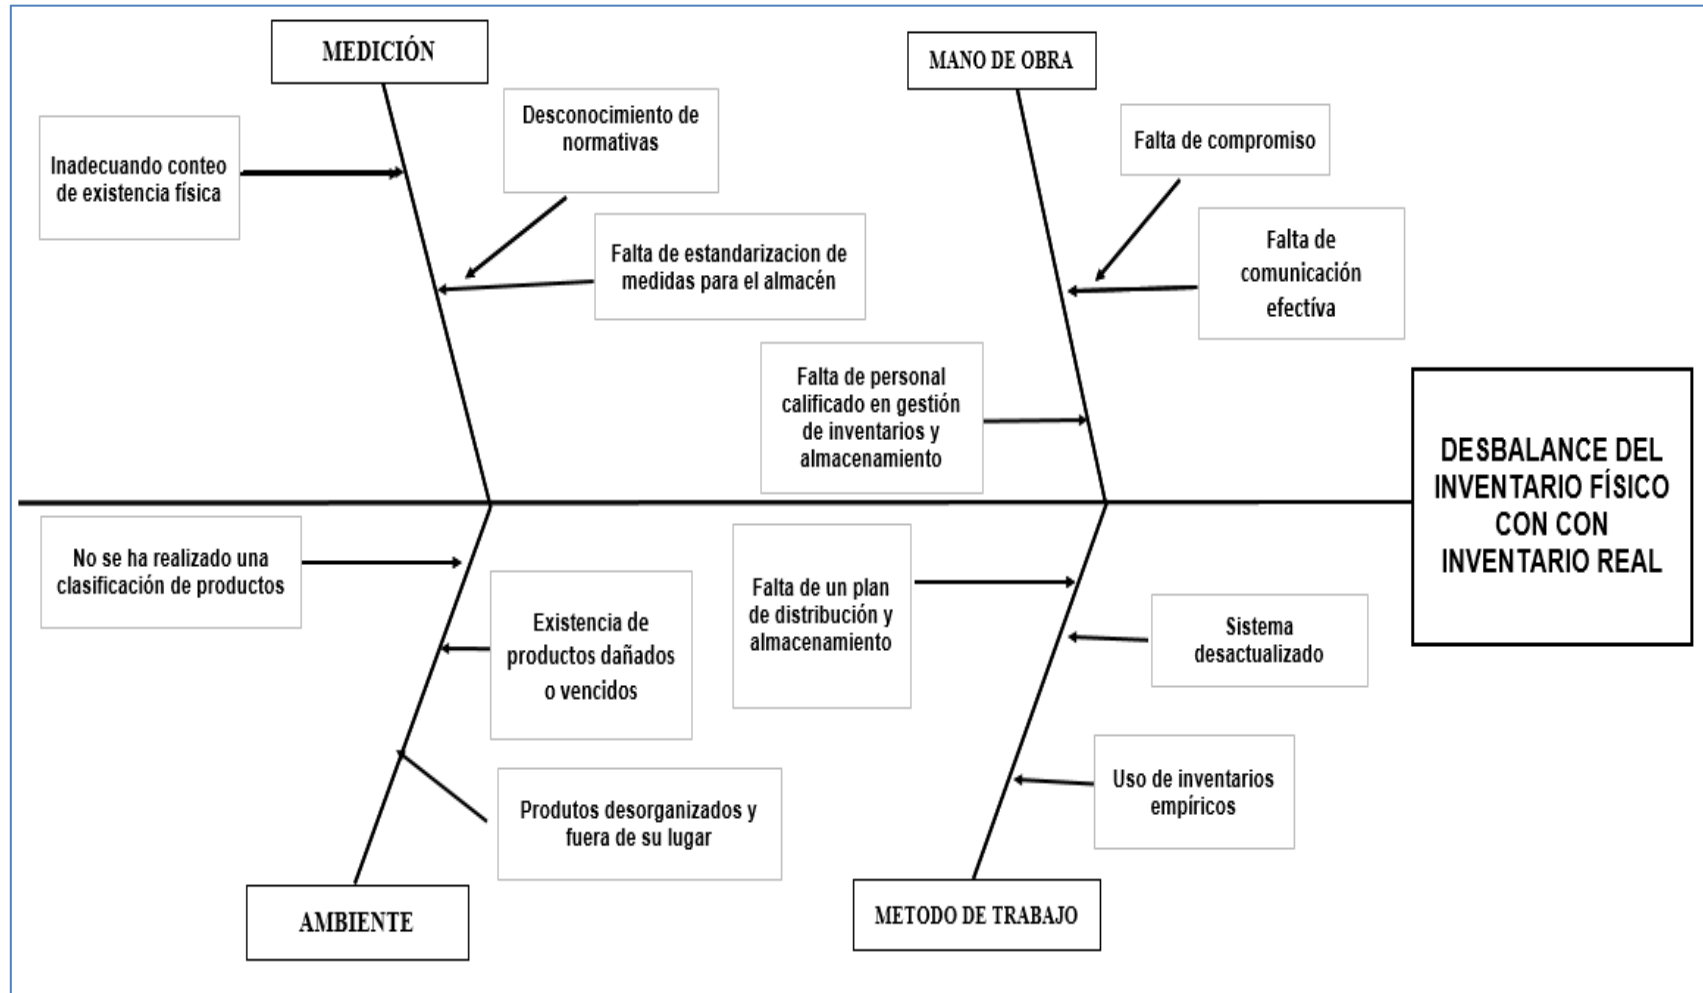 MEDICIÓN
MANO DE OBRA
Inadecuando conteo
de existencia física
Desconocimiento de
normativas
Falta de estandarizacion de
medidas para el almacén
Falta de compromiso
Falta de
comunicación
efectíva
Falta de personal
calificado en gestión
de inventarios y
almacenamiento
DESBALANCE DEL
INVENTARIO FÍSICO
CON CON
INVENTARIO REAL
No se ha realizado una
clasificación de productos
Existencia de
productos dañados
o vencidos
Produtos desorganizados y
fuera de su lugar
Falta de un plan
de distribución y
almacenamiento
Sistema
desactualizado
Uso de inventarios
empíricos
AMBIENTE
METODO DE TRABAJO